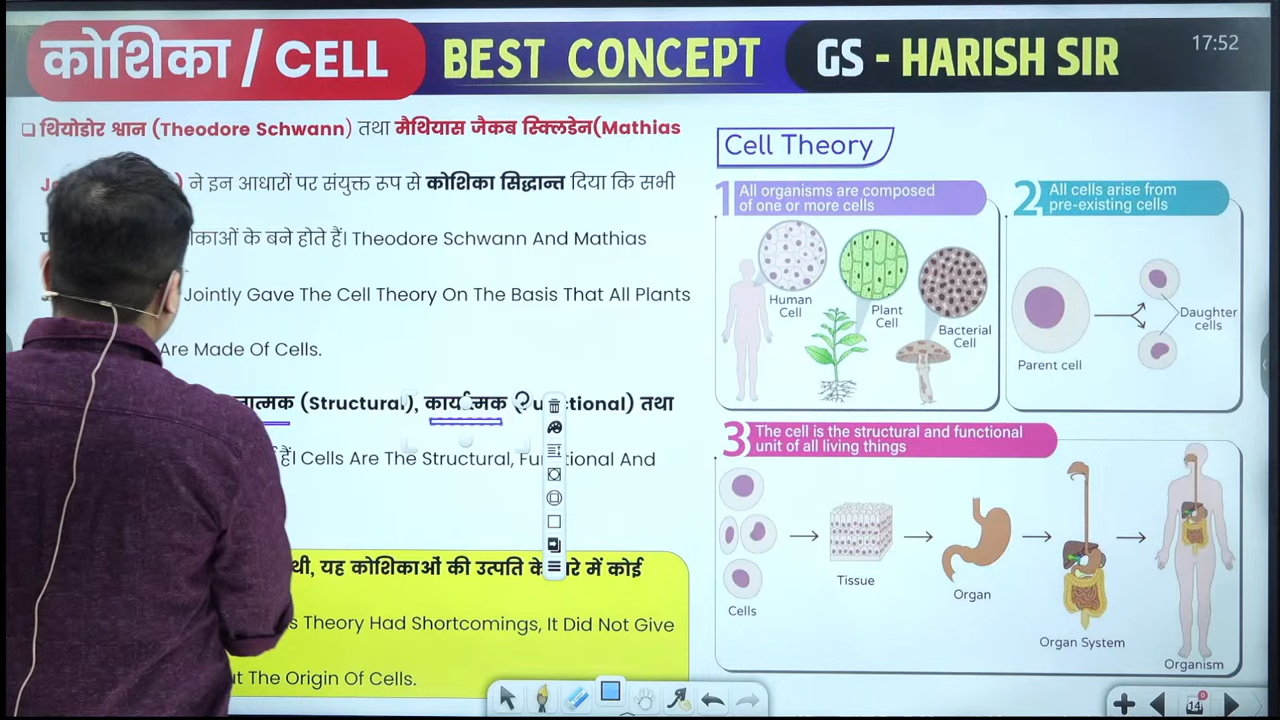 कोशिका / CELL
BEST CONCEPT
GS - HARISH SIR
17:52
❑ थियोडोर श्वान (Theodore Schwann) तथा मैथियास जैकब स्क्लिडेन(Mathias
) ने इन आधारों पर संयुक्त रूप से कोशिका सिद्धान्त दिया कि सभी
के बने होते हैं। Theodore Schwann And Mathias
Jointly Gave The Cell Theory On The Basis That All Plants
Are Made Of Cells.
(Structural), कार्यात्मक तथा
हैं। Cells Are The Structural, And
थी, यह कोशिकाओं की उत्पति के में कोई
Theory Had Shortcomings, It Did Not Give
The Origin Of Cells.
Cell Theory
1 All organisms are composed
of one or more cells
Human
Cell
Plant
Cell
Bacterial
Cell
2 All cells arise from
pre-existing cells
Parent cell
Daughter
cells
3 The cell is the structural and functional
unit of all living things
Cells
Tissue
Organ
Organ System
Organism
14